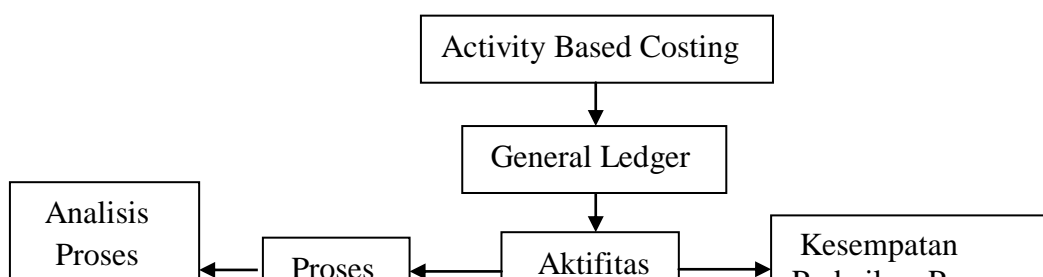 Activity Based Costing
General Ledger
Analisis
Proses
Proses
Aktifitas
Kesempatan